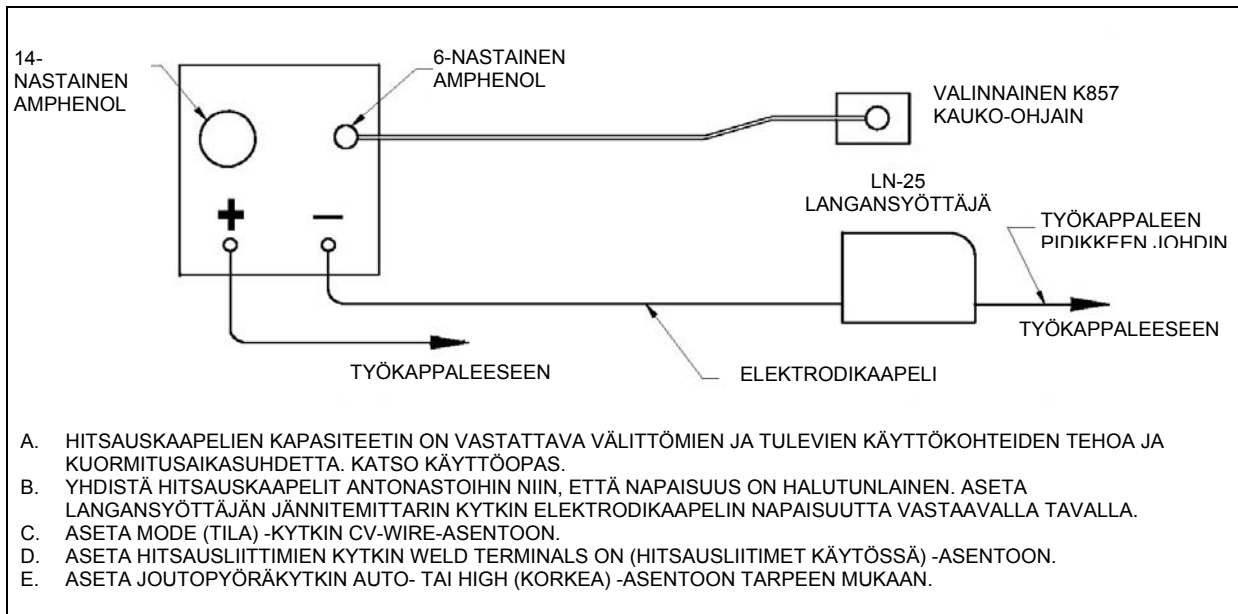 14-
NASTAINEN
AMPHENOL
6-NASTAINEN
AMPHENOL
VALINNAINEN K857
KAUKO-OHJAIN
LN-25
LANGANSYÖTTÄJÄ
TYÖKAPPALEEN
PIDIKKEEN JOHDIN
+
−
TYÖKAPPALEESEEN
TYÖKAPPALEESEEN
ELEKTRODIKAAPELI
A. HITSAUSKAAPELIEN KAPASITEETIN ON VASTATTAVA VÄLITTÖMIEN JA TULEVIEN KÄYTTÖKOHTEIDEN TEHOA JA
KUORMITUSAIKASUHDETTA. KATSO KÄYTTÖOPAS.
B. YHDISTÄ HITSAUSKAAPELIT ANTONASTOIHIN NIIN, ETTÄ NAPAISUUS ON HALUTUNLAINEN. ASETA
LANGANSYÖTTÄJÄN JÄNNITEMITTARIN KYTKIN ELEKTRODIKAAPELIN NAPAISUUTTA VASTAAVALLA TAVALLA.
C. ASETA MODE (TILA) -KYTKIN CV-WIRE-ASENTOON.
D. ASETA HITSAUSLIITTIMIEN KYTKIN WELD TERMINALS ON (HITSAUSLIITIMET KÄYTÖSSÄ) -ASENTOON.
E. ASETA JOUTOPYÖRÄKYTKIN AUTO- TAI HIGH (KORKEA) -ASENTOON TARPEEN MUKAAN.